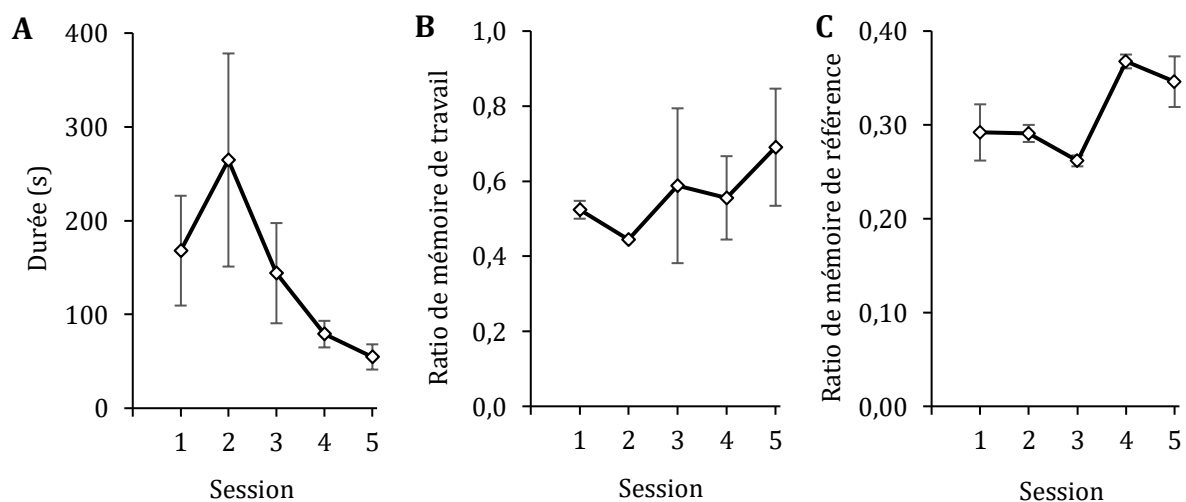 A
Durée (s)
400
300
200
100
0
1 2 3 4 5
Session
B
Ratio de mémoire de travail
1,0
0,8
0,6
0,4
0,2
0,0
1 2 3 4 5
Session
C
Ratio de mémoire de référence
0,40
0,30
0,20
0,10
0,00
1 2 3 4 5
Session